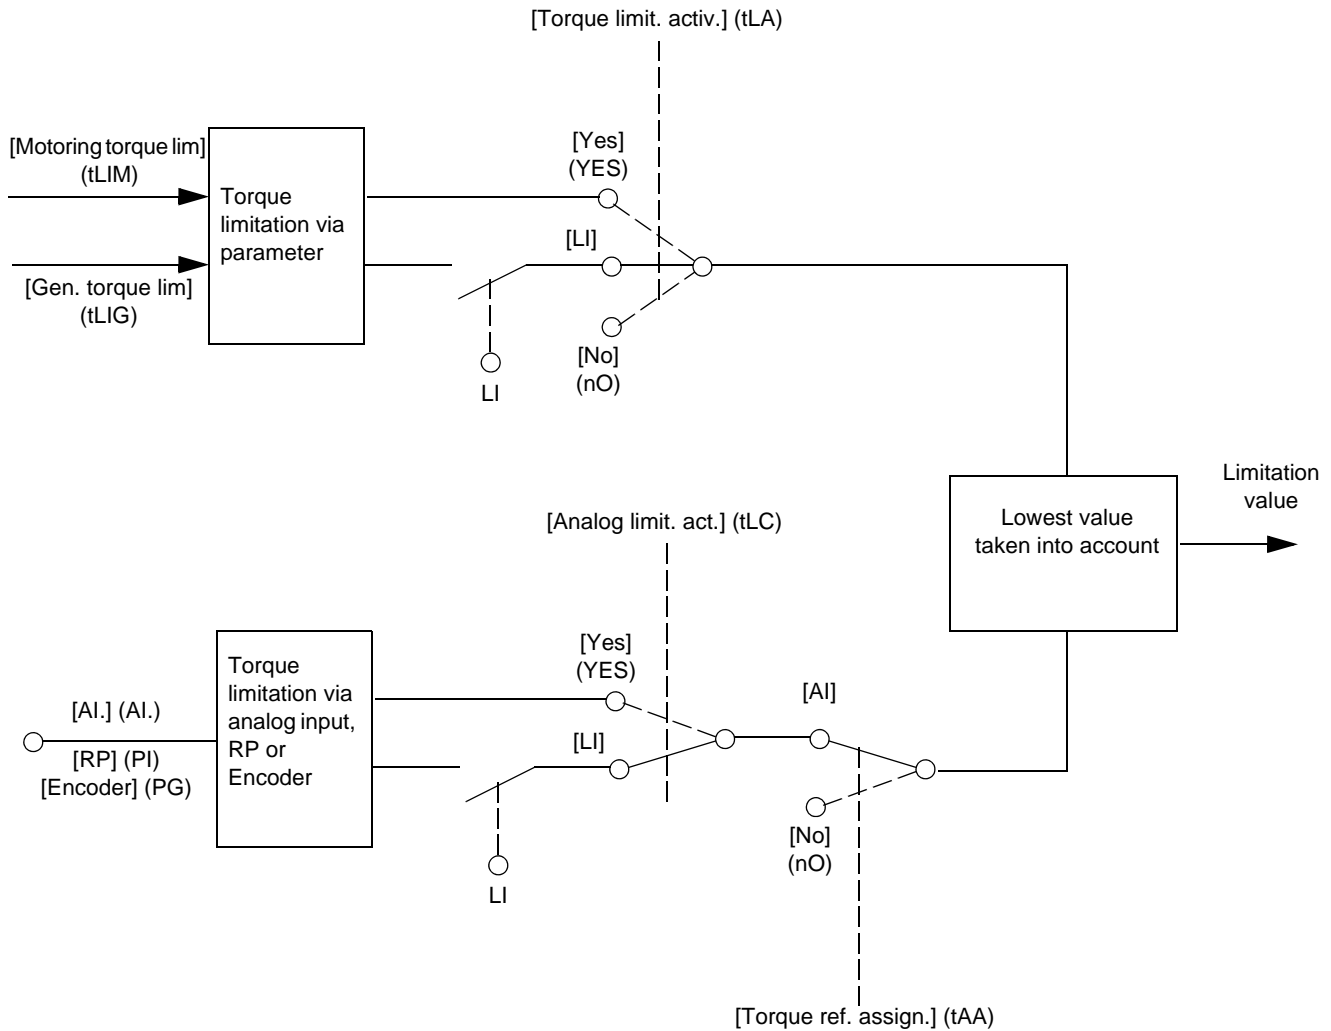 [Torque limit. activ.] (tLA)
[Motoring torque lim]
(tLIM)
[Gen. torque lim]
(tLIG)
Torque
limitation via
parameter
[Yes]
(YES)
[LI]
[No]
(nO)
LI
Lowest value
taken into account
Limitation
value
[Analog limit. act.] (tLC)
[AI.] (AI.)
[RP] (PI)
[Encoder] (PG)
Torque
limitation via
analog input,
RP or
Encoder
[Yes]
(YES)
[LI]
LI
[AI]
[No]
(nO)
[Torque ref. assign.] (tAA)